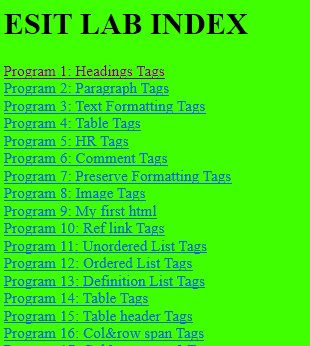 ESIT LAB INDEX
Program 1: Headings Tags
Program 2: Paragraph Tags
Program 3: Text Formatting Tags
Program 4: Table Tags
Program 5: HR Tags
Program 6: Comment Tags
Program 7: Preserve Formatting Tags
Program 8: Image Tags
Program 9: My first html
Program 10: Ref link Tags
Program 11: Unordered List Tags
Program 12: Ordered List Tags
Program 13: Definition List Tags
Program 14: Table Tags
Program 15: Table header Tags
Program 16: Col&row span Tags